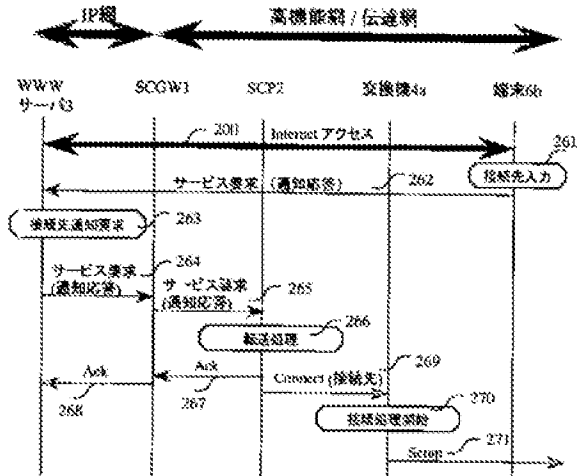 IP網
高機能網 / 伝達網
WWW
サーバ3
SCGW1
SCP2
交換機4a
端末6b
200
Internet アクセス
261
接続先入力
サービス要求 (通知応答)
262
接続先通知要求
263
サービス要求
(通知応答)
264
サービス要求
(通知応答)
265
転送処理
266
Ack
268
Ack
267
Connect (接続先)
269
接続処理開始
270
Setup
271